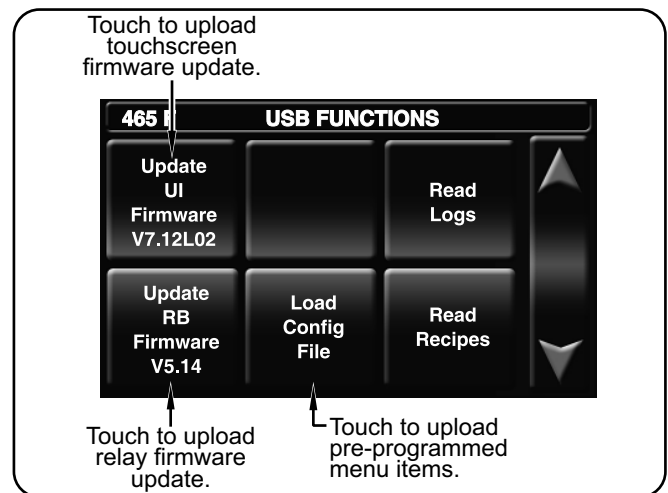 Touch to upload
touchscreen
firmware update.
465 F USB FUNCTIONS
Update
UI
Firmware
V7.12L02
Read
Logs
Update
RB
Firmware
V5.14
Load
Config
File
Read
Recipes
Touch to upload
relay firmware
update.
Touch to upload
pre-programmed
menu items.